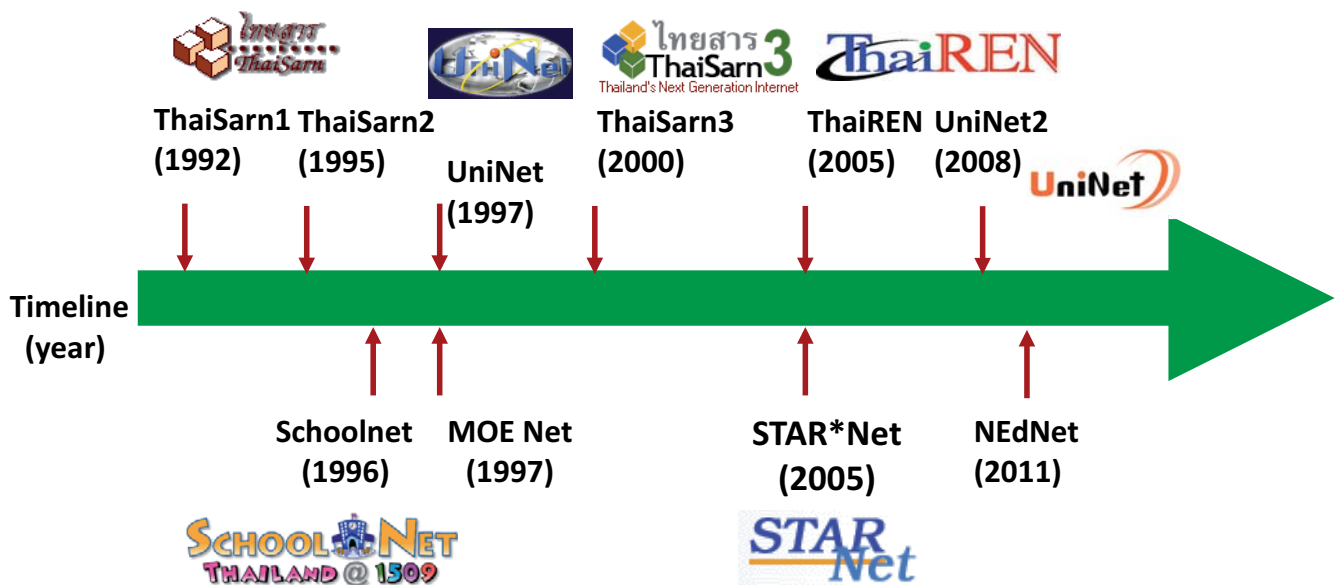 ไทยสาร
ThaiSarn
UniNet
ไทยสาร
ThaiSarn3
Thailand's Next Generation Internet
ThaiREN
ThaiSarn1
(1992)
ThaiSarn2
(1995)
UniNet
(1997)
ThaiSarn3
(2000)
ThaiREN
(2005)
UniNet2
(2008)
UniNet
Timeline
(year)
Schoolnet
(1996)
MOE Net
(1997)
STAR*Net
(2005)
NEdNet
(2011)
SCHOOL NET
THAILAND @ 1509
STAR
Net